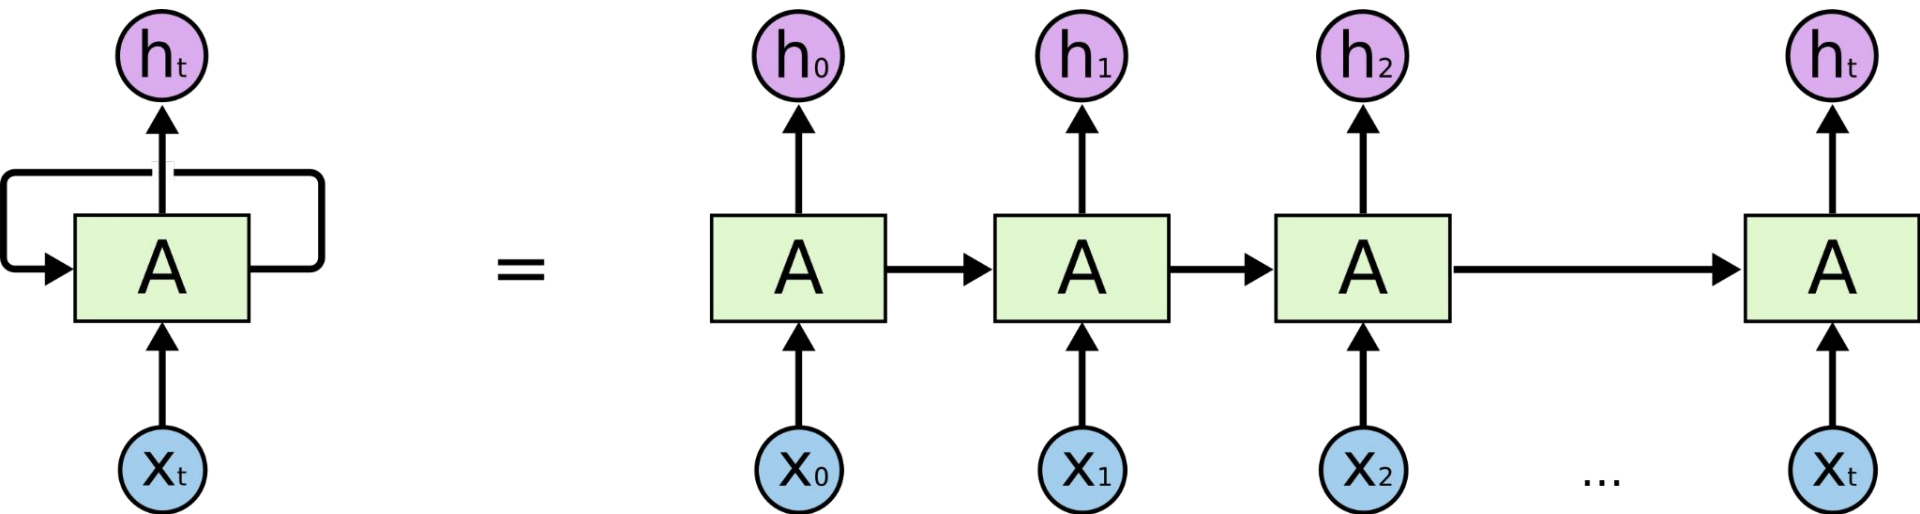 hₜ h₀ h₁ h₂ hₜ
A = A A A A
xₜ x₀ x₁ x₂ ... xₜ